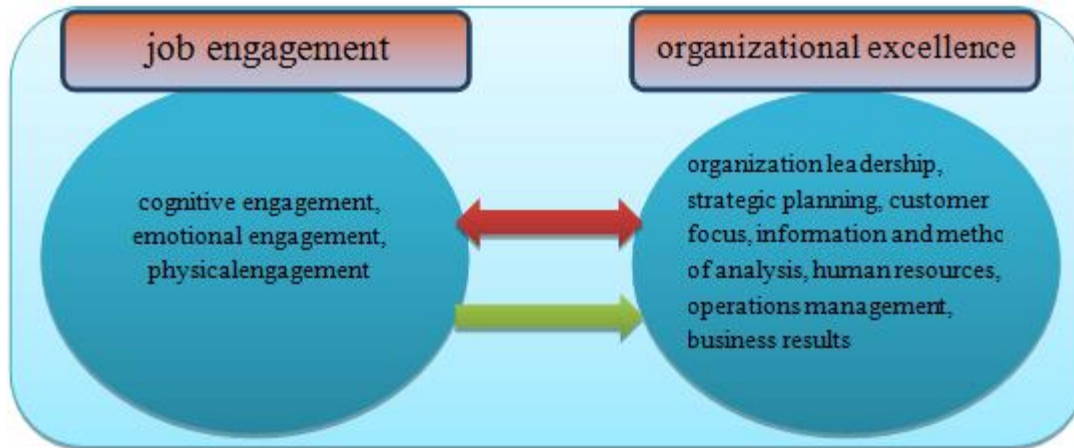 job engagement
organizational excellence
cognitive engagement,
emotional engagement,
physicalengagement
organization leadership,
strategic planning, customer
focus, information and metho
of analysis, human resources,
operations management,
business results